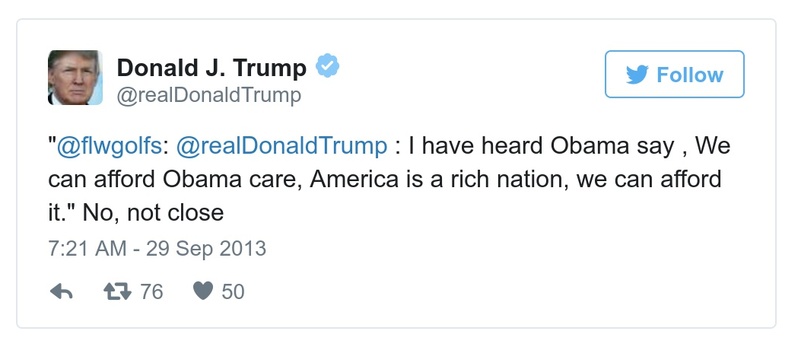 Donald J. Trump
@realDonaldTrump
Follow
"@flwgolfs: @realDonaldTrump : I have heard Obama say , We
can afford Obama care, America is a rich nation, we can afford
it." No, not close
7:21 AM - 29 Sep 2013
76 50